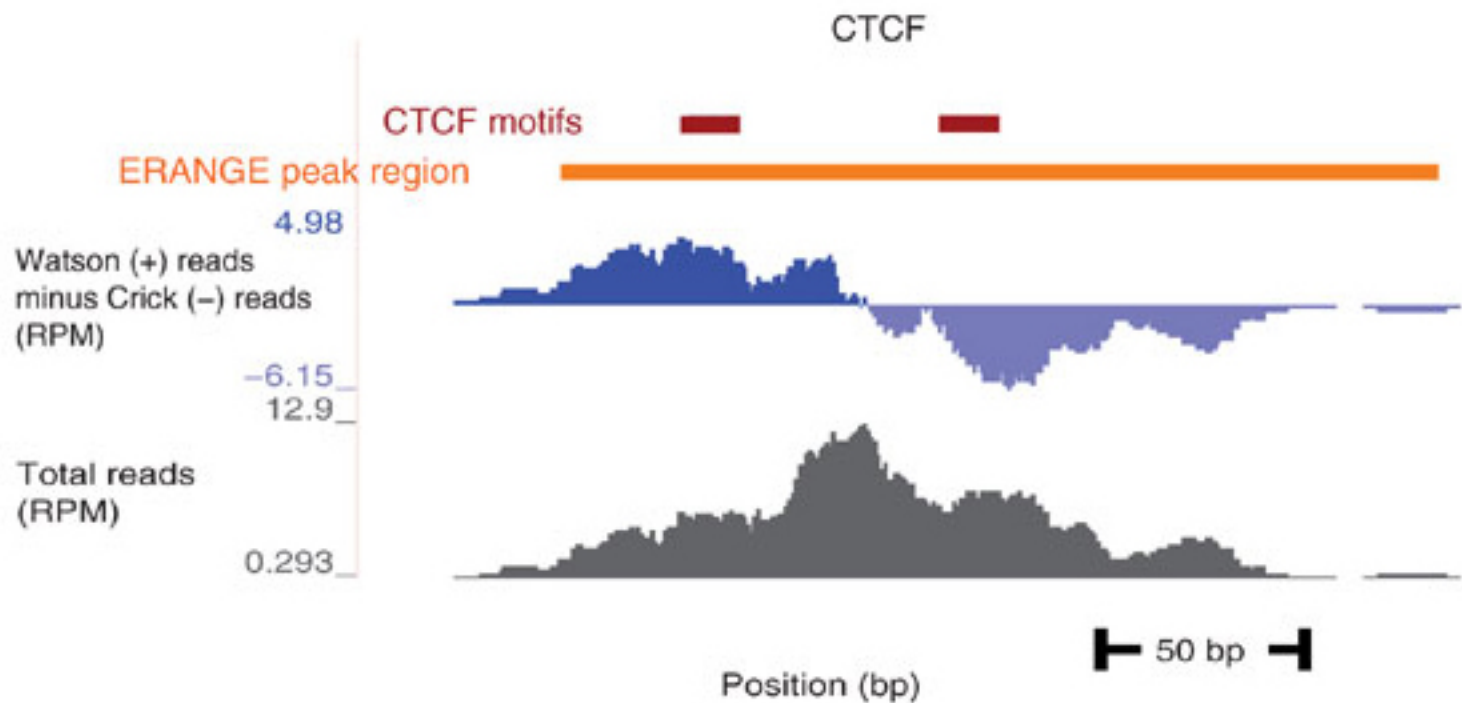 CTCF
CTCF motifs
ERANGE peak region
4.98
Watson (+) reads
minus Crick (–) reads
(RPM)
–6.15
12.9
Total reads
(RPM)
0.293
50 bp
Position (bp)